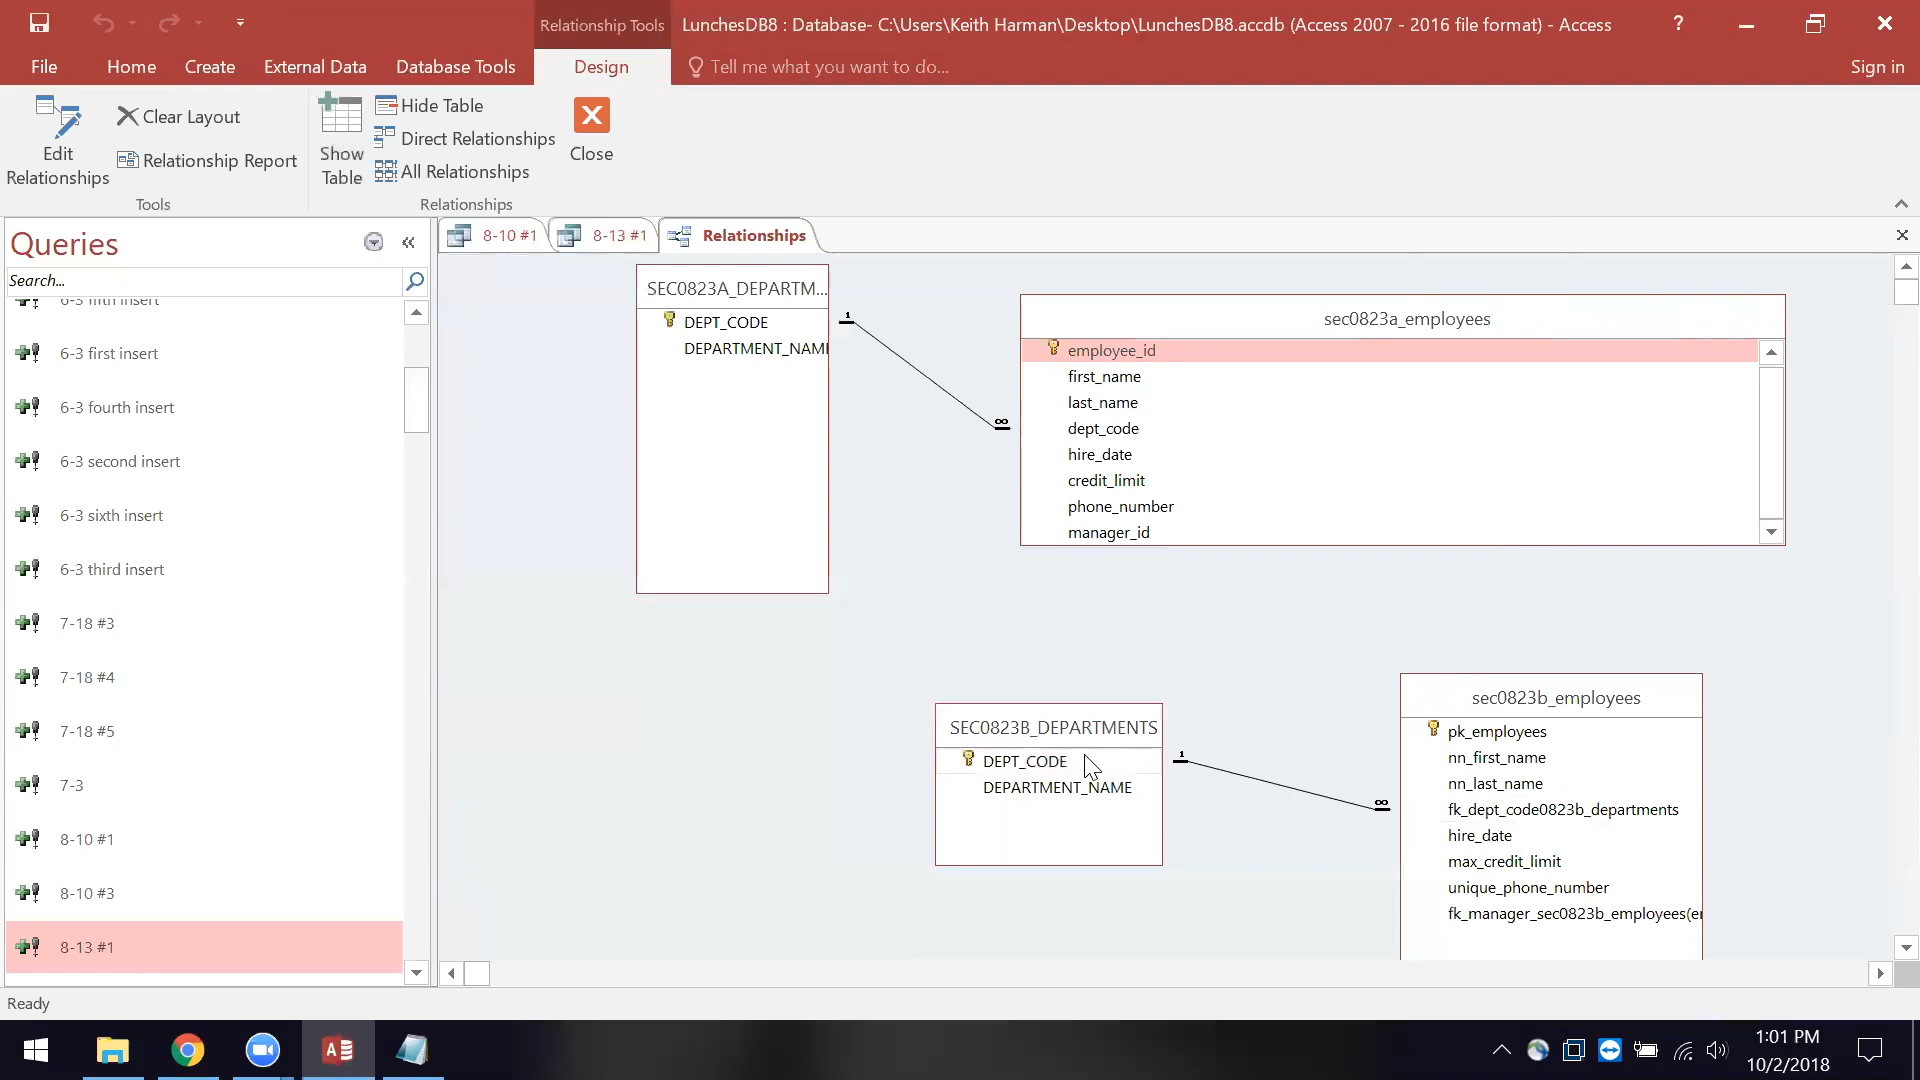 Relationship Tools
LunchesDB8 : Database- C:\Users\Keith Harman\Desktop\LunchesDB8.accdb (Access 2007 - 2016 file format) - Access
?
File
Home
Create
External Data
Database Tools
Design
Tell me what you want to do...
Sign in
Edit
Relationships
Clear Layout
Relationship Report
Tools
Show
Table
Hide Table
Direct Relationships
All Relationships
Relationships
Close
Queries
Search...
6-3 fifth insert
6-3 first insert
6-3 fourth insert
6-3 second insert
6-3 sixth insert
6-3 third insert
7-18 #3
7-18 #4
7-18 #5
7-3
8-10 #1
8-10 #3
8-13 #1
8-10 #1
8-13 #1
Relationships
SEC0823A_DEPARTM...
DEPT_CODE
DEPARTMENT_NAM
1
∞
sec0823a_employees
employee_id
first_name
last_name
dept_code
hire_date
credit_limit
phone_number
manager_id
SEC0823B_DEPARTMENTS
DEPT_CODE
DEPARTMENT_NAME
1
∞
sec0823b_employees
pk_employees
nn_first_name
nn_last_name
fk_dept_code0823b_departments
hire_date
max_credit_limit
unique_phone_number
fk_manager_sec0823b_employees(e
Ready
1:01 PM
10/2/2018